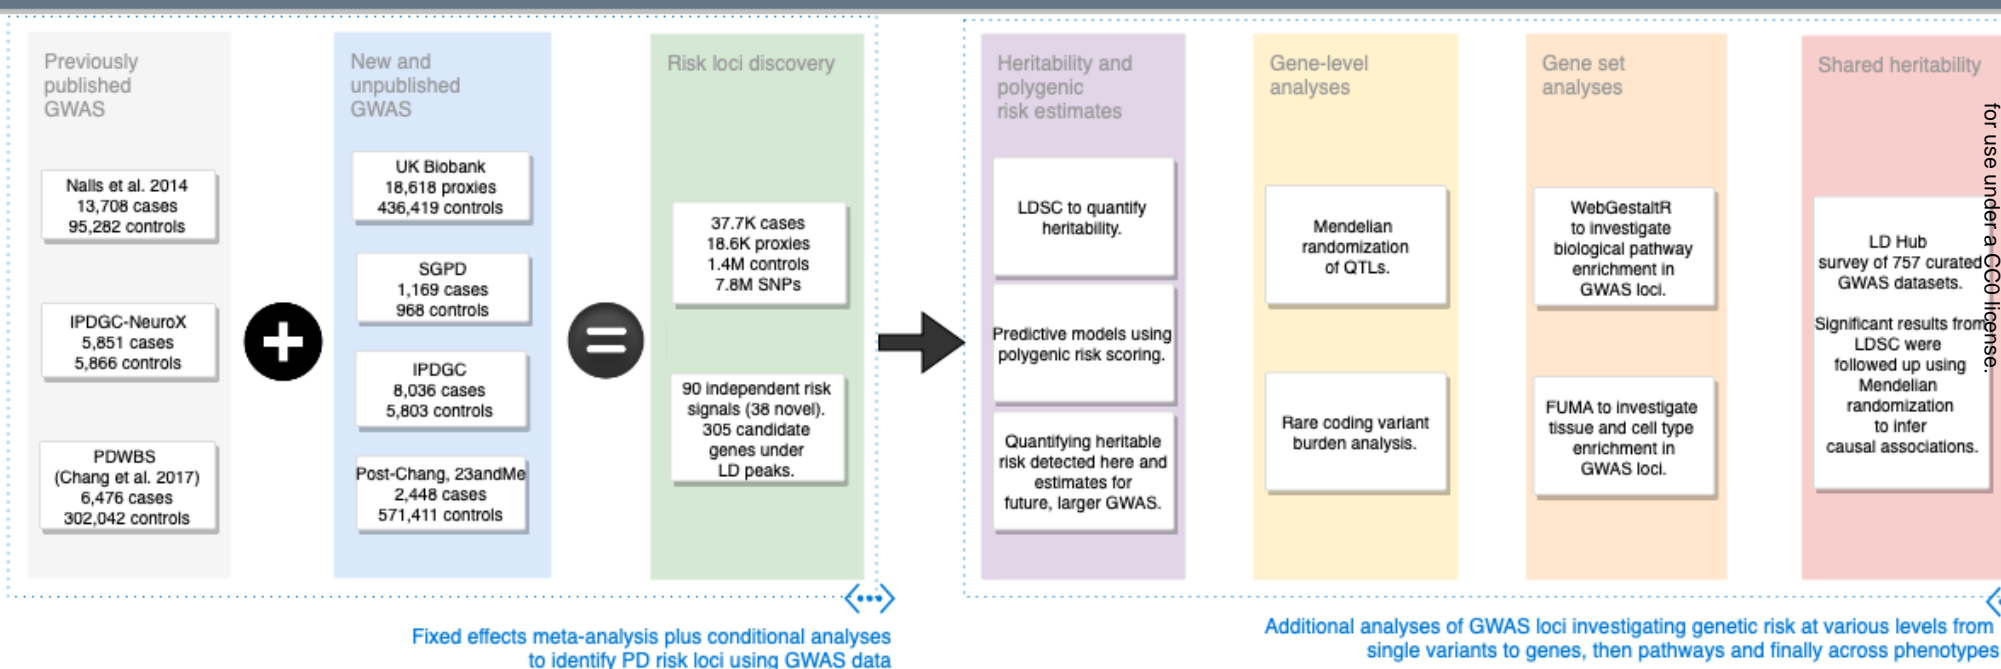 Previously
published
GWAS
Nalls et al. 2014
13,708 cases
95,282 controls
IPDGC-NeuroX
5,851 cases
5,866 controls
PDWBS
(Chang et al. 2017)
6,476 cases
302,042 controls
New and
unpublished
GWAS
UK Biobank
18,618 proxies
436,419 controls
SGPD
1,169 cases
968 controls
IPDGC
8,036 cases
5,803 controls
Post-Chang, 23andMe
2,448 cases
571,411 controls
Risk loci discovery
37.7K cases
18.6K proxies
1.4M controls
7.8M SNPs
90 independent risk
signals (38 novel).
305 candidate
genes under
LD peaks.
Fixed effects meta-analysis plus conditional analyses
to identify PD risk loci using GWAS data
Heritability and
polygenic
risk estimates
LDSC to quantify
heritability.
Predictive models using
polygenic risk scoring.
Quantifying heritable
risk detected here and
estimates for
future, larger GWAS.
Gene-level
analyses
Mendelian
randomization
of QTLs.
Rare coding variant
burden analysis.
Gene set
analyses
WebGestaltR
to investigate
biological pathway
enrichment in
GWAS loci.
FUMA to investigate
tissue and cell type
enrichment in
GWAS loci.
Shared heritability
LD Hub
survey of 757 curated
GWAS datasets.
Significant results from
LDSC were
followed up using
Mendelian
randomization
to infer
causal associations.
Additional analyses of GWAS loci investigating genetic risk at various levels from
single variants to genes, then pathways and finally across phenotypes
for use under a CC0 license.